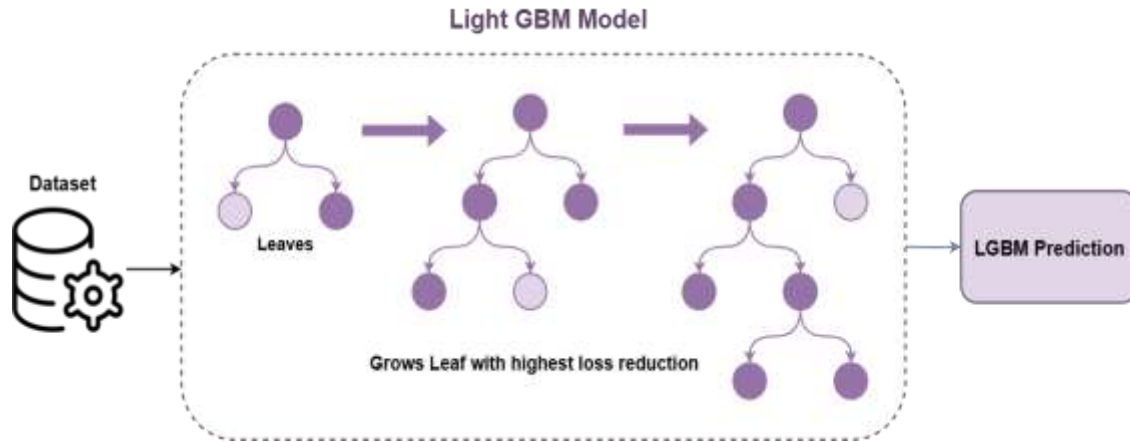 Light GBM Model
Dataset
Leaves
LGBM Prediction
Grows Leaf with highest loss reduction